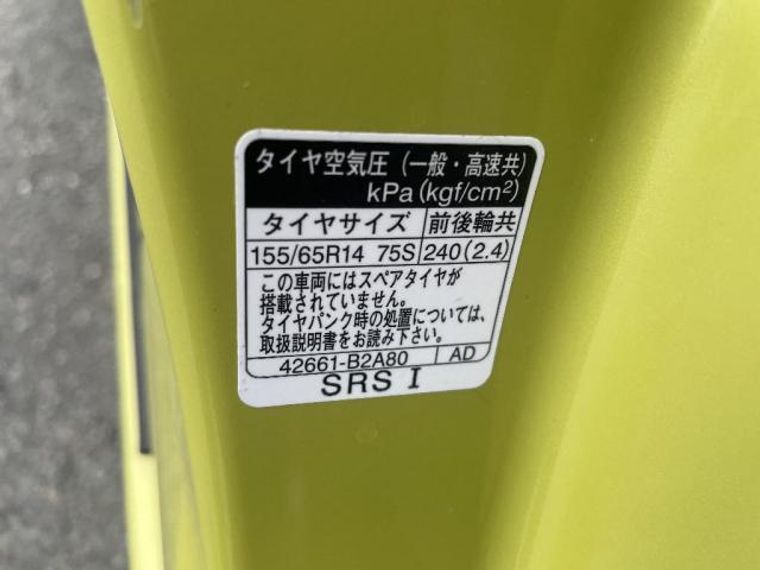 タイヤ空気圧（一般・高速共）
kPa(kgf/cm²)
タイヤサイズ 前後輪共
155/65R14 75S 240(2.4)
この車両にはスペアタイヤが
搭載されていません。
タイヤパンク時の処置については、
取扱説明書をお読み下さい。
42661-B2A80 AD
SRS I